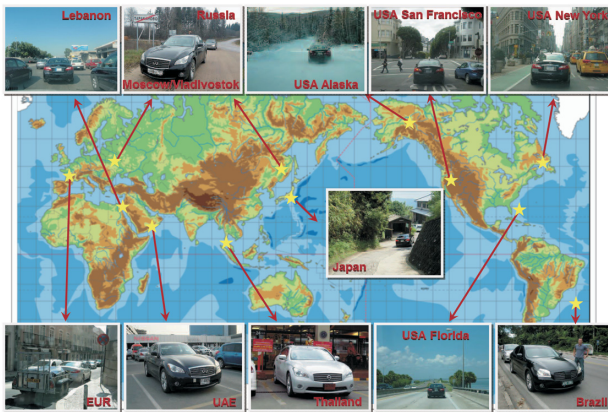 Lebanon
Russia
Moscow/Vladivostok
USA Alaska
USA San Francisco
USA New York
Japan
EUR
UAE
Thailand
USA Florida
Brazil